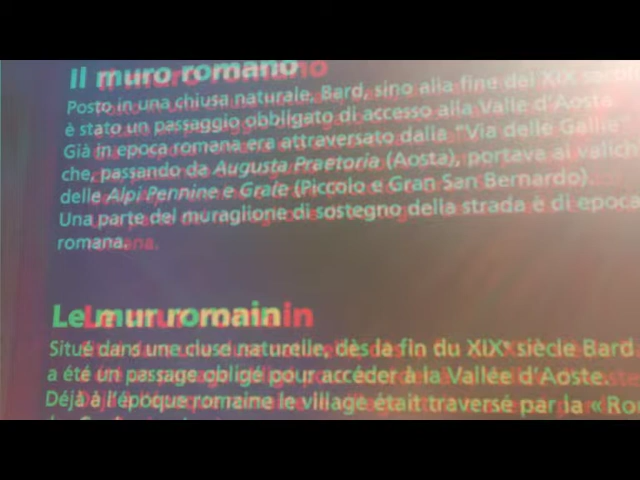 Il muro romano
Posto in una chiusa naturale, Bard, sino alla fine del XIX secolo
è stato un passaggio obbligato di accesso alla Valle d'Aosta
Già in epoca romana era attraversato dalla "Via delle Gallie"
che, passando da Augusta Praetoria (Aosta), portava ai valichi
delle Alpi Pennine e Graie (Piccolo e Gran San Bernardo).
Una parte del muraglione di sostegno della strada è di epoca
romana.
Le mur romain
Situé dans une cluse naturelle, dès la fin du XIX siècle Bard
a été un passage obligé pour accéder à la Vallée d'Aoste.
Déjà à l'époque romaine le village était traversé par la «